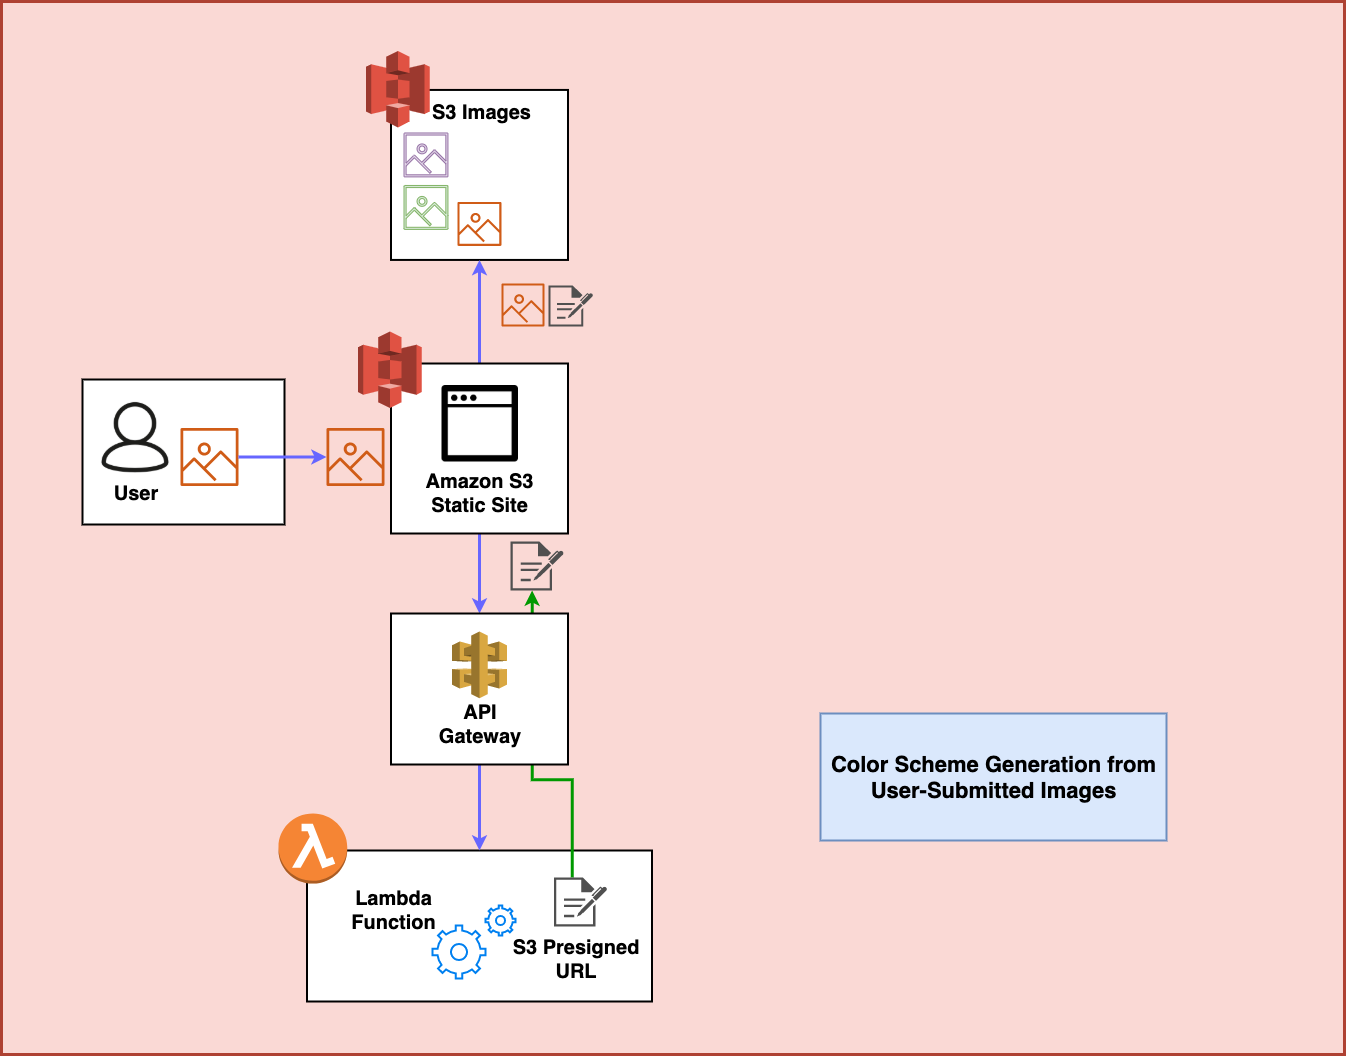 S3 Images
Amazon S3
Static Site
User
API
Gateway
Color Scheme Generation from
User-Submitted Images
λ
Lambda
Function
S3 Presigned
URL